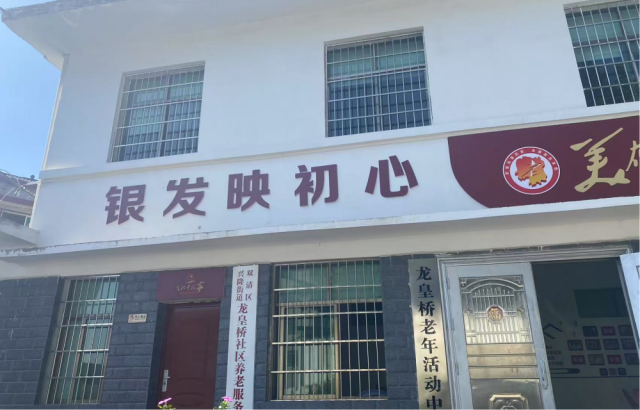 银发映初心
美
双清区
兴隆街道
龙皇桥社区养老服务
龙皇桥老年活动中